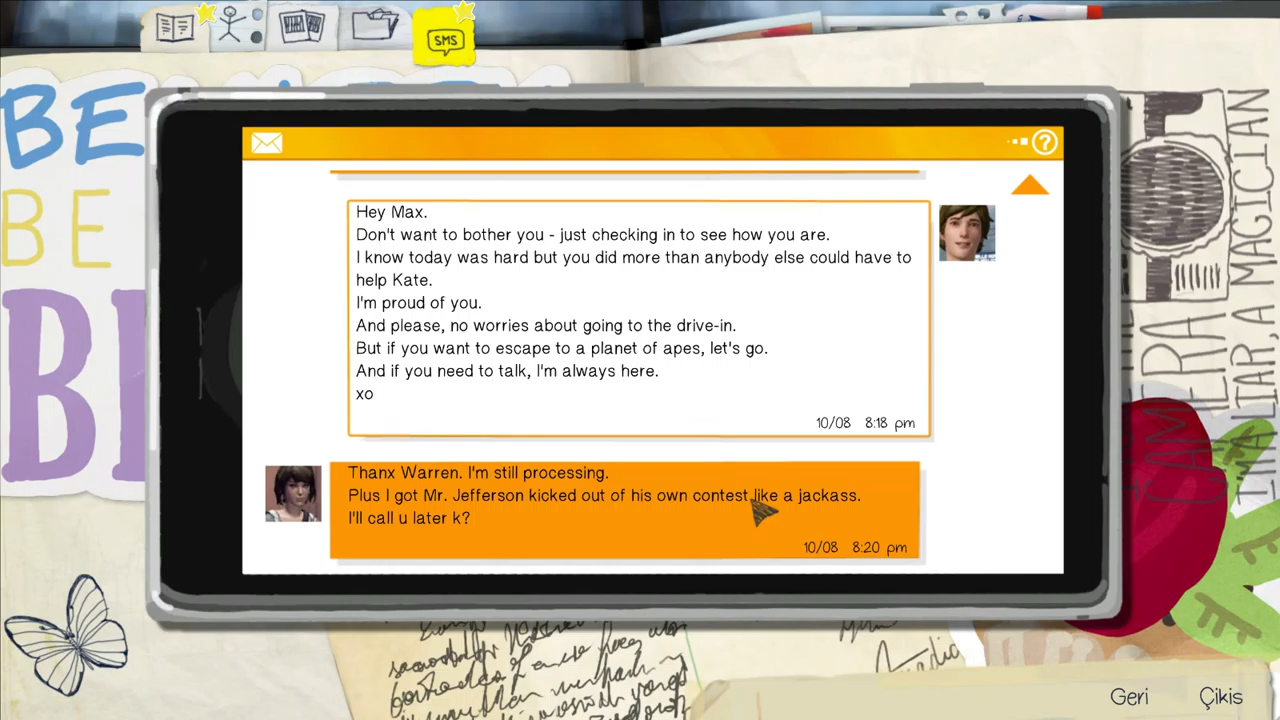 SMS
BE
BE
Hey Max.
Don't want to bother you - just checking in to see how you are.
I know today was hard but you did more than anybody else could have to
help Kate.
I'm proud of you.
And please, no worries about going to the drive-in.
But if you want to escape to a planet of apes, let's go.
And if you need to talk, I'm always here.
xo
10/08 8:18 pm
Thanx Warren. I'm still processing.
Plus I got Mr. Jefferson kicked out of his own contest like a jackass.
I'll call u later k?
10/08 8:20 pm
A MAGICIAN
Geri Çikis